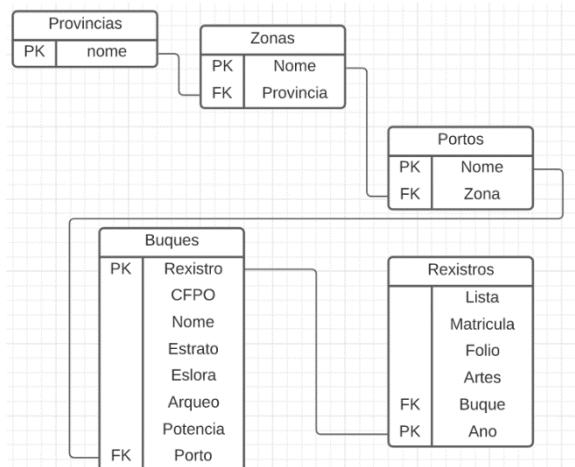 Provincias
PK nome
Zonas
PK Nome
FK Provincia
Portos
PK Nome
FK Zona
Buques
PK Rexistro
CFPO
Nome
Estrato
Eslora
Arqueo
Potencia
FK Porto
Rexistros
Lista
Matricula
Folio
Artes
FK Buque
PK Ano